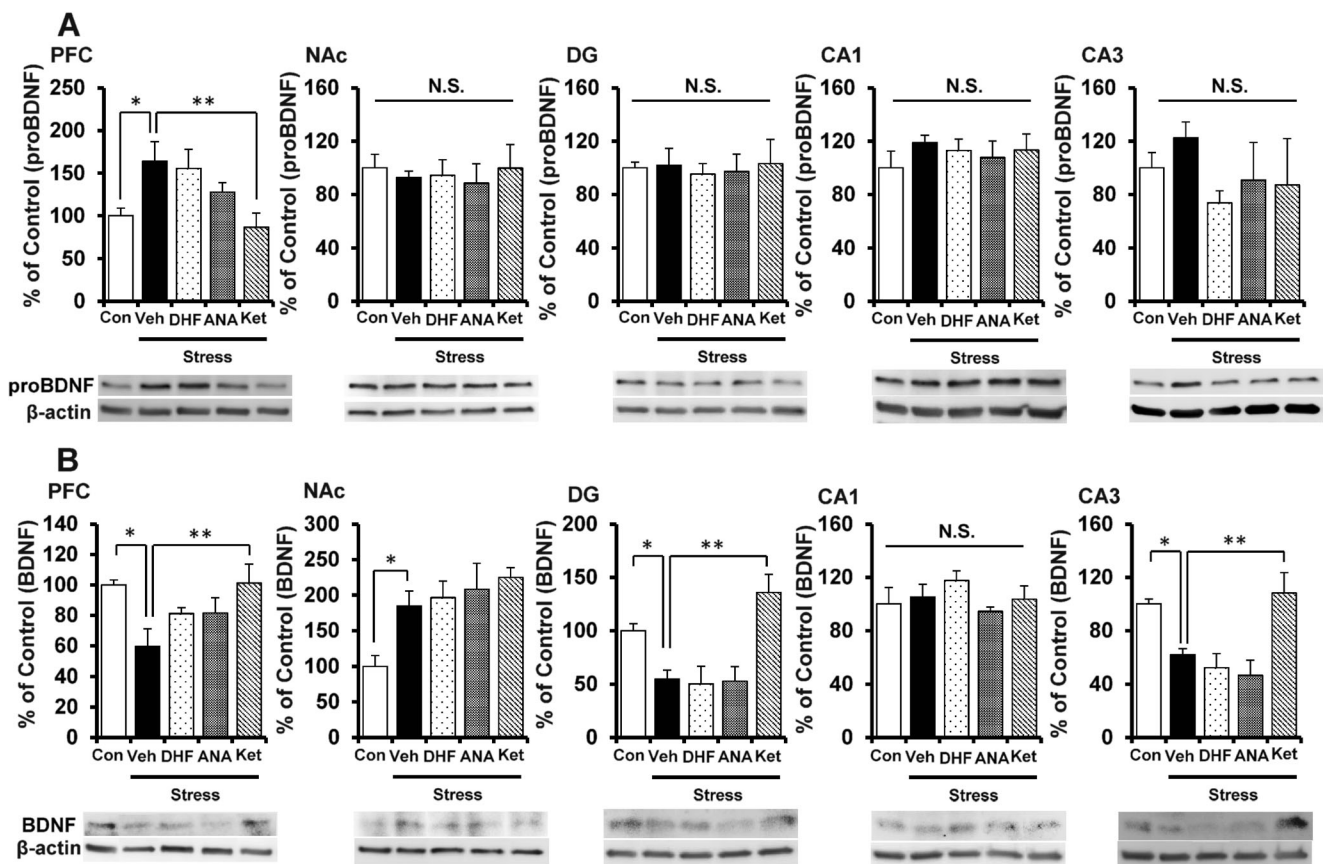 A
PFC NAc DG CA1 CA3
% of Control (proBDNF)
250
200
150
100
50
0
* **
Con Veh DHF ANA Ket
Stress
% of Control (proBDNF)
160
120
80
40
0
N.S.
Con Veh DHF ANA Ket
Stress
% of Control (proBDNF)
160
120
80
40
0
N.S.
Con Veh DHF ANA Ket
Stress
% of Control (proBDNF)
160
120
80
40
0
N.S.
Con Veh DHF ANA Ket
Stress
% of Control (proBDNF)
160
120
80
40
0
N.S.
Con Veh DHF ANA Ket
Stress
proBDNF
β-actin
B
PFC NAc DG CA1 CA3
% of Control (BDNF)
140
120
100
80
60
40
20
0
* **
Con Veh DHF ANA Ket
Stress
% of Control (BDNF)
300
250
200
150
100
50
0
*
Con Veh DHF ANA Ket
Stress
% of Control (BDNF)
200
150
100
50
0
* **
Con Veh DHF ANA Ket
Stress
% of Control (BDNF)
160
120
80
40
0
N.S.
Con Veh DHF ANA Ket
Stress
% of Control (BDNF)
160
120
80
40
0
* **
Con Veh DHF ANA Ket
Stress
BDNF
β-actin